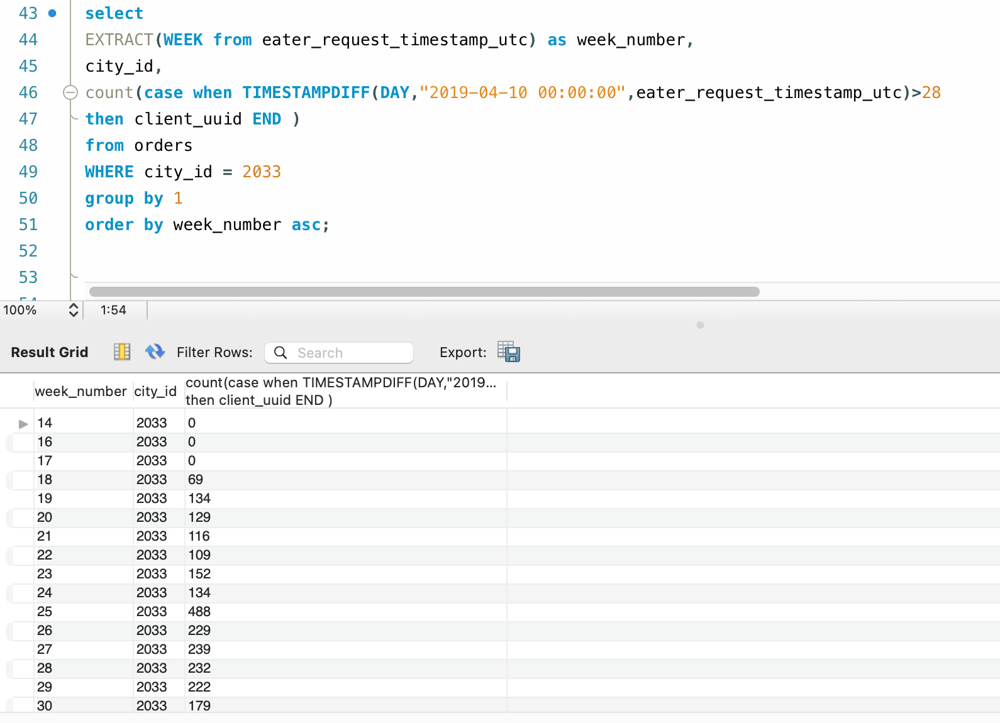 43 select
44 EXTRACT(WEEK from eater_request_timestamp_utc) as week_number,
45 city_id,
46 count(case when TIMESTAMPDIFF(DAY,"2019-04-10 00:00:00",eater_request_timestamp_utc)>28
47 then client_uuid END )
48 from orders
49 WHERE city_id = 2033
50 group by 1
51 order by week_number asc;
52
53
100% 1:54
Result Grid Filter Rows: Search Export:
week_number city_id count(case when TIMESTAMPDIFF(DAY,"2019...
then client_uuid END )
14 2033 0
16 2033 0
17 2033 0
18 2033 69
19 2033 134
20 2033 129
21 2033 116
22 2033 109
23 2033 152
24 2033 134
25 2033 488
26 2033 229
27 2033 239
28 2033 232
29 2033 222
30 2033 179